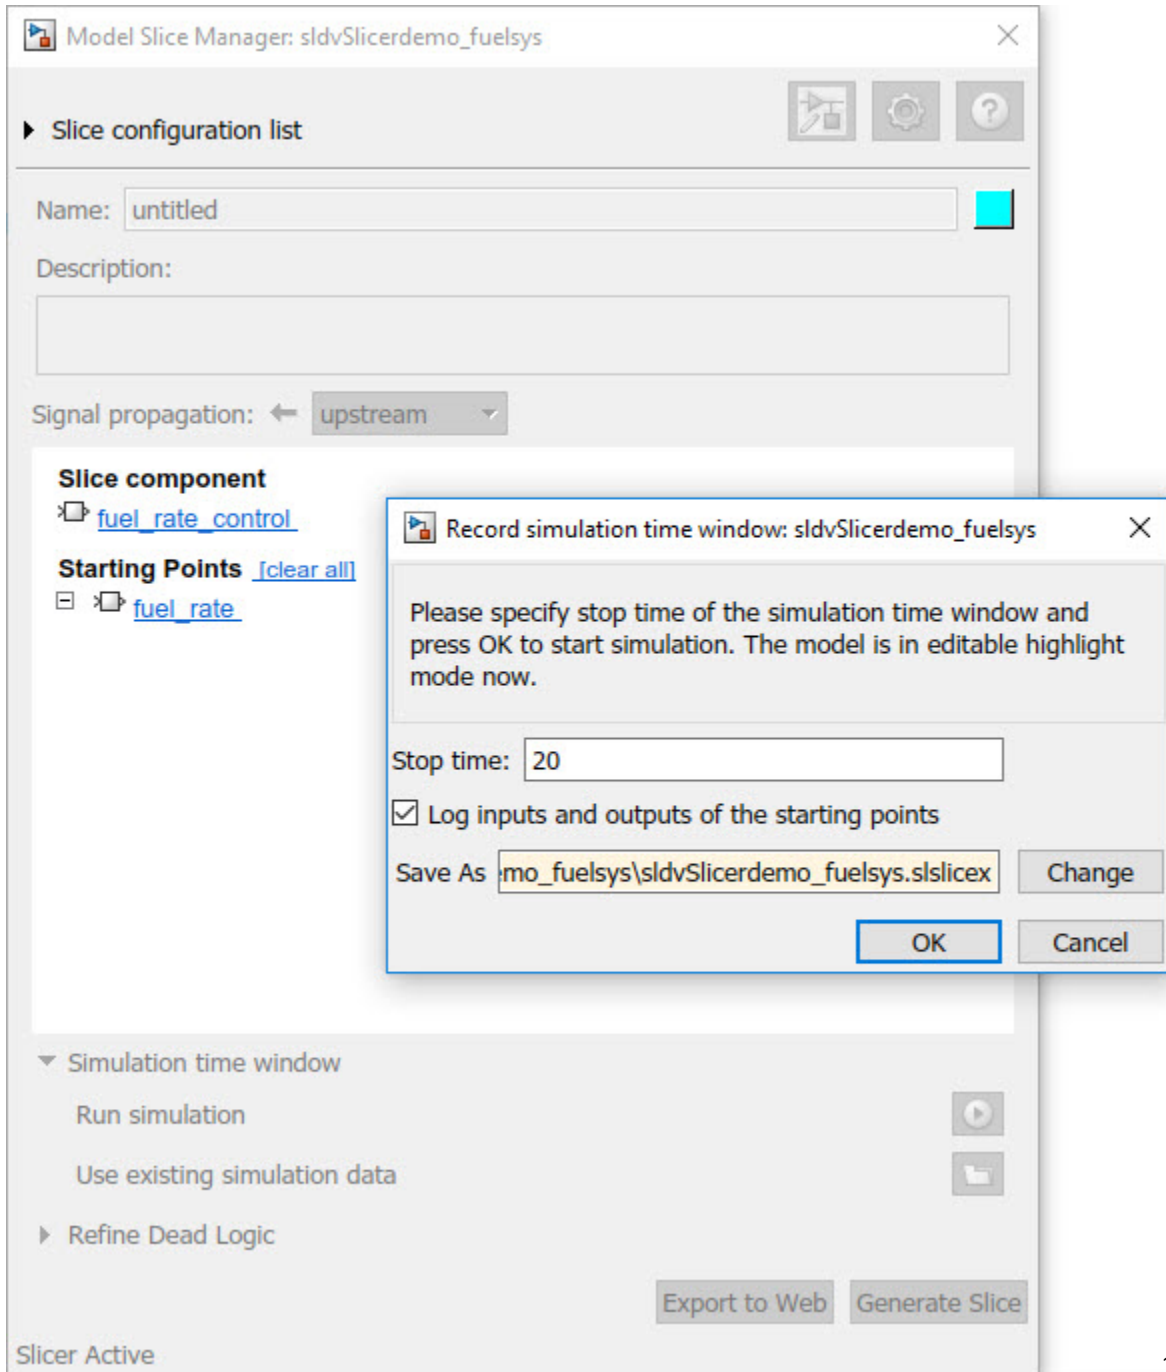 Model Slice Manager: sldvSlicerdemo_fuelsys
Slice configuration list
Name: untitled
Description:
Signal propagation: upstream
Slice component
fuel_rate_control
Starting Points [clear all]
fuel_rate
Record simulation time window: sldvSlicerdemo_fuelsys
Please specify stop time of the simulation time window and
press OK to start simulation. The model is in editable highlight
mode now.
Stop time: 20
Log inputs and outputs of the starting points
Save As emo_fuelsys\sldvSlicerdemo_fuelsys.slslicex Change
OK Cancel
Simulation time window
Run simulation
Use existing simulation data
Refine Dead Logic
Export to Web Generate Slice
Slicer Active